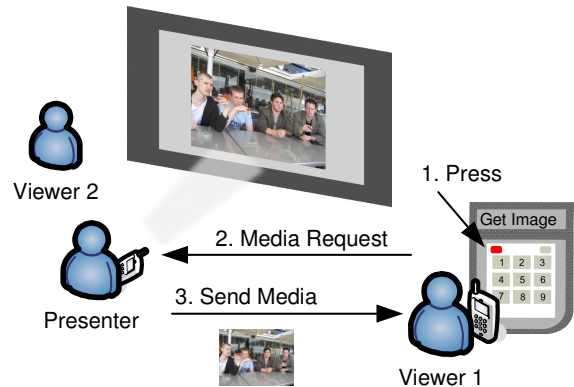 Viewer 2
1. Press
Get Image
2. Media Request
1 2 3
4 5 6
7 8 9
3. Send Media
Presenter
Viewer 1